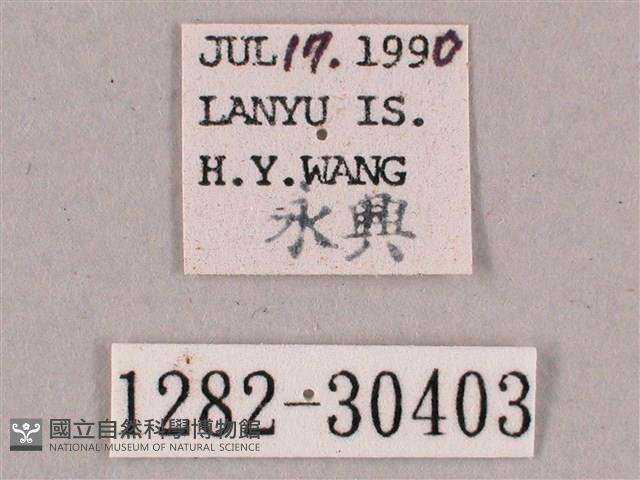 JUL 17. 1990
LANYU IS.
H.Y.WANG
永興
1282-30403
國立自然科學博物館
NATIONAL MUSEUM OF NATURAL SCIENCE